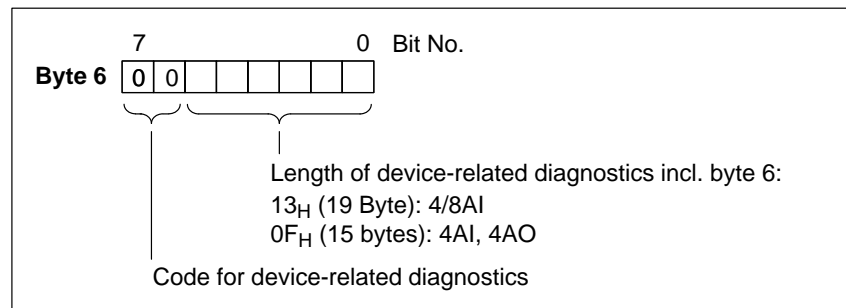 7 0 Bit No.
Byte 6 0 0
Length of device-related diagnostics incl. byte 6:
13H (19 Byte): 4/8AI
0FH (15 bytes): 4AI, 4AO
Code for device-related diagnostics